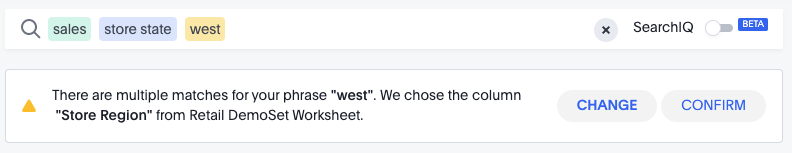 sales store state west SearchIQ BETA
There are multiple matches for your phrase "west". We chose the column
"Store Region" from Retail DemoSet Worksheet.
CHANGE CONFIRM